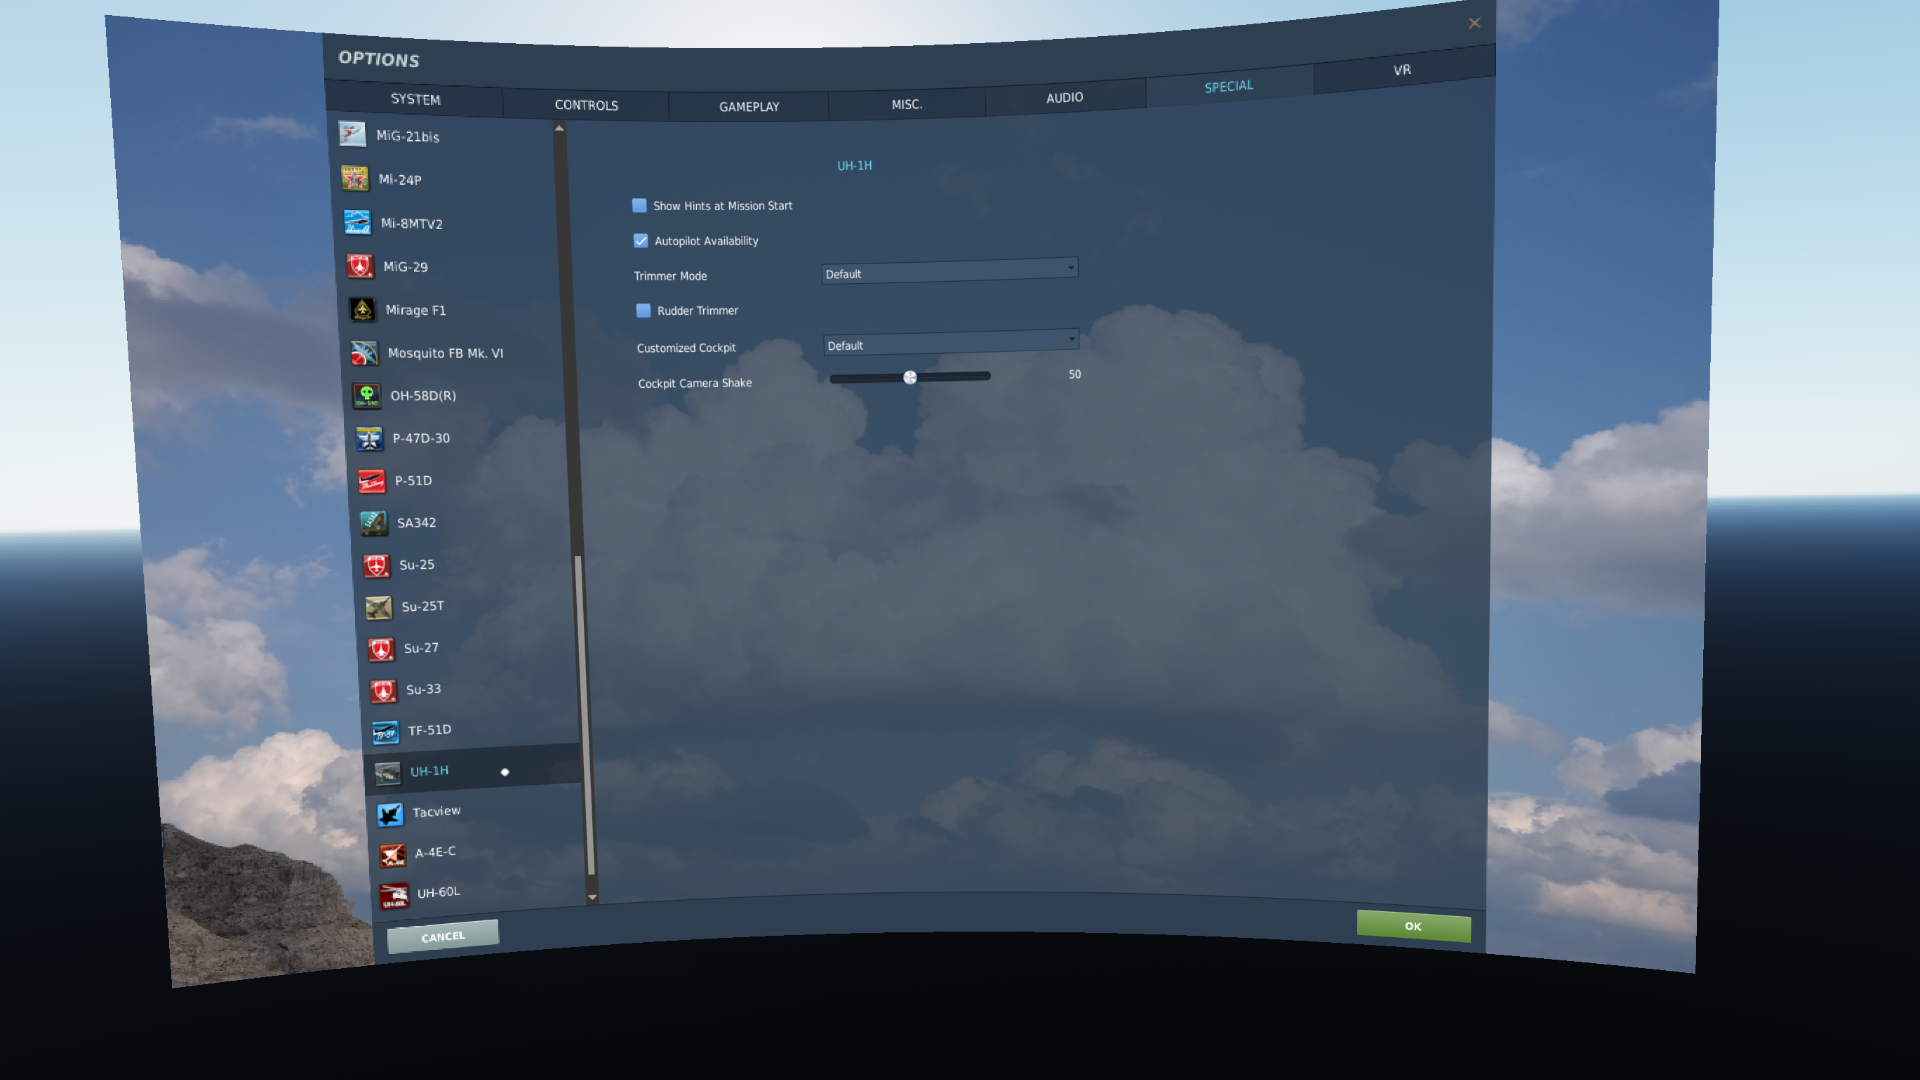 OPTIONS
SYSTEM
CONTROLS
GAMEPLAY
MISC.
AUDIO
SPECIAL
VR
MiG-21bis
Mi-24P
Mi-8MTV2
MiG-29
Mirage F1
Mosquito FB Mk. VI
OH-58D(R)
P-47D-30
P-51D
SA342
Su-25
Su-25T
Su-27
Su-33
TF-51D
UH-1H
Tacview
A-4E-C
UH-60L
UH-1H
Show Hints at Mission Start
Autopilot Availability
Trimmer Mode
Default
Rudder Trimmer
Customized Cockpit
Default
Cockpit Camera Shake
50
CANCEL
OK